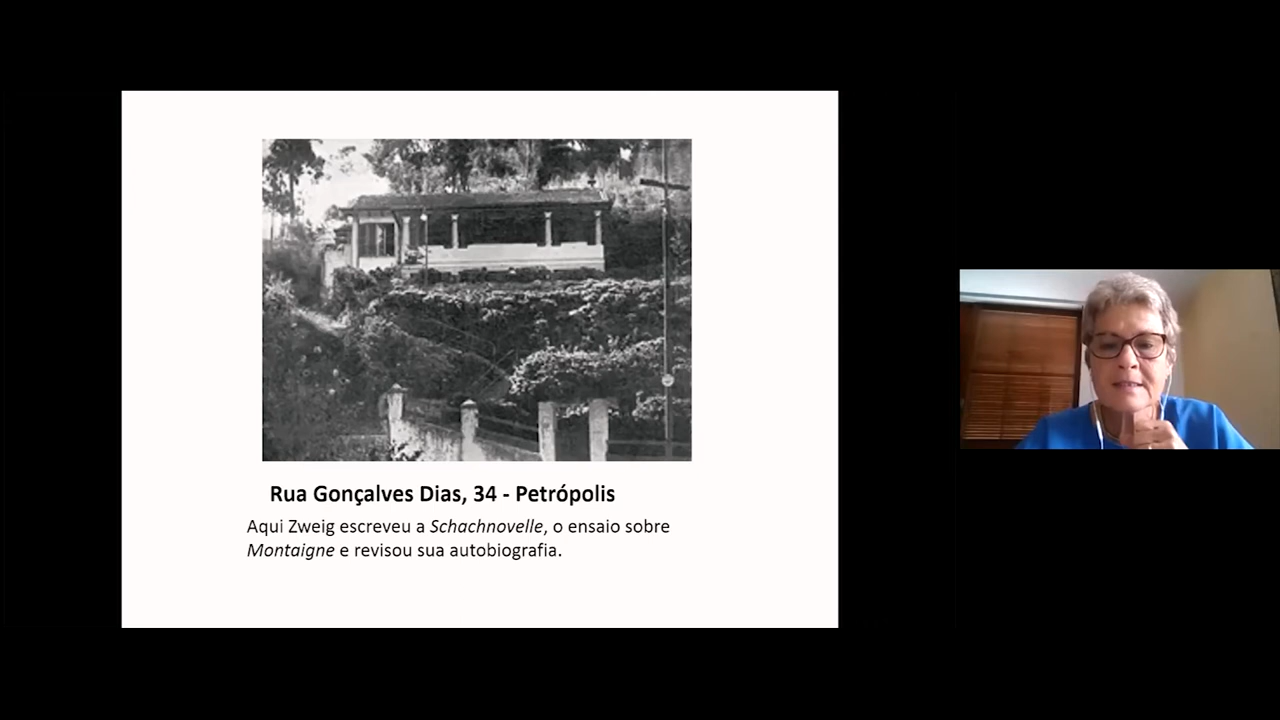 Rua Gonçalves Dias, 34 - Petrópolis
Aqui Zweig escreveu a Schachnovelle, o ensaio sobre
Montaigne e revisou sua autobiografia.